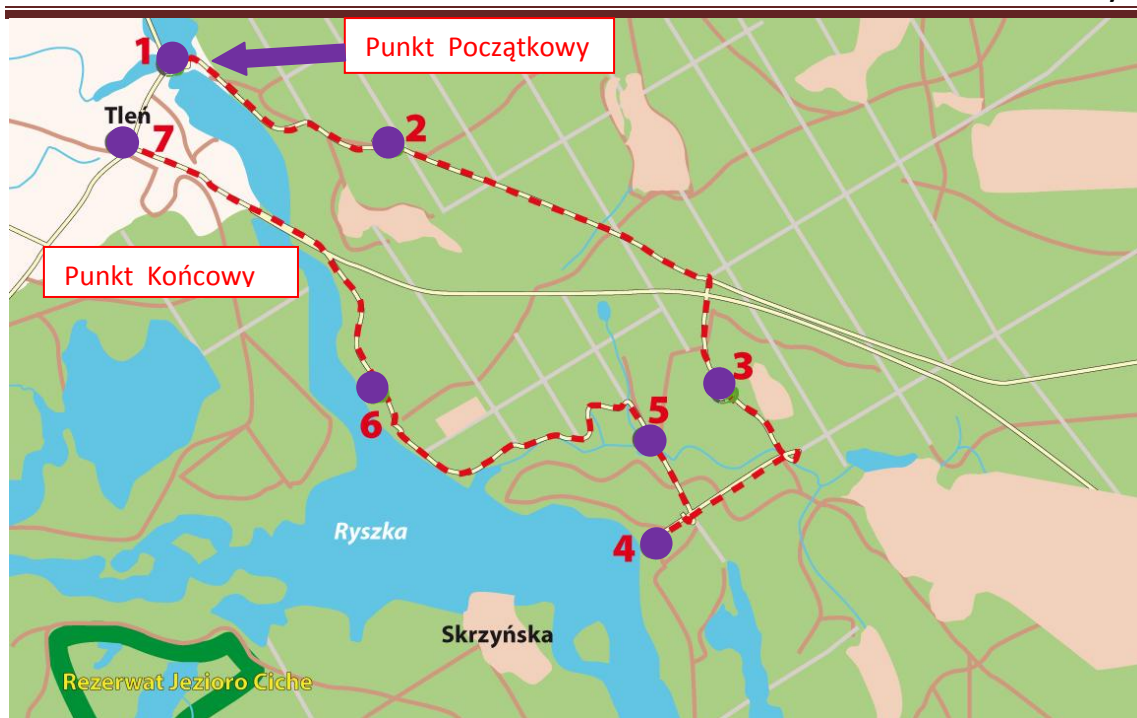 1
Punkt Początkowy
Tleń
7
2
Punkt Końcowy
3
5
6
Ryszka
4
Skrzyńska
Rezerwat Jezioro Ciche